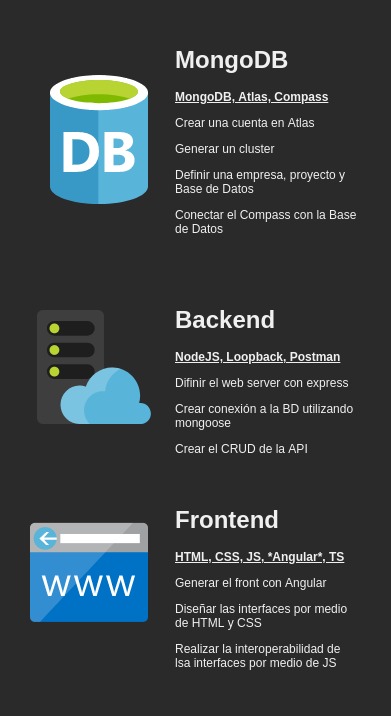 MongoDB
DB
MongoDB, Atlas, Compass
Crear una cuenta en Atlas
Generar un cluster
Definir una empresa, proyecto y
Base de Datos
Conectar el Compass con la Base
de Datos
Backend
NodeJS, Loopback, Postman
Difinir el web server con express
Crear conexión a la BD utilizando
mongoose
Crear el CRUD de la API
Frontend
HTML, CSS, JS, *Angular*, TS
WWW
Generar el front con Angular
Diseñar las interfaces por medio
de HTML y CSS
Realizar la interoperabilidad de
lsa interfaces por medio de JS